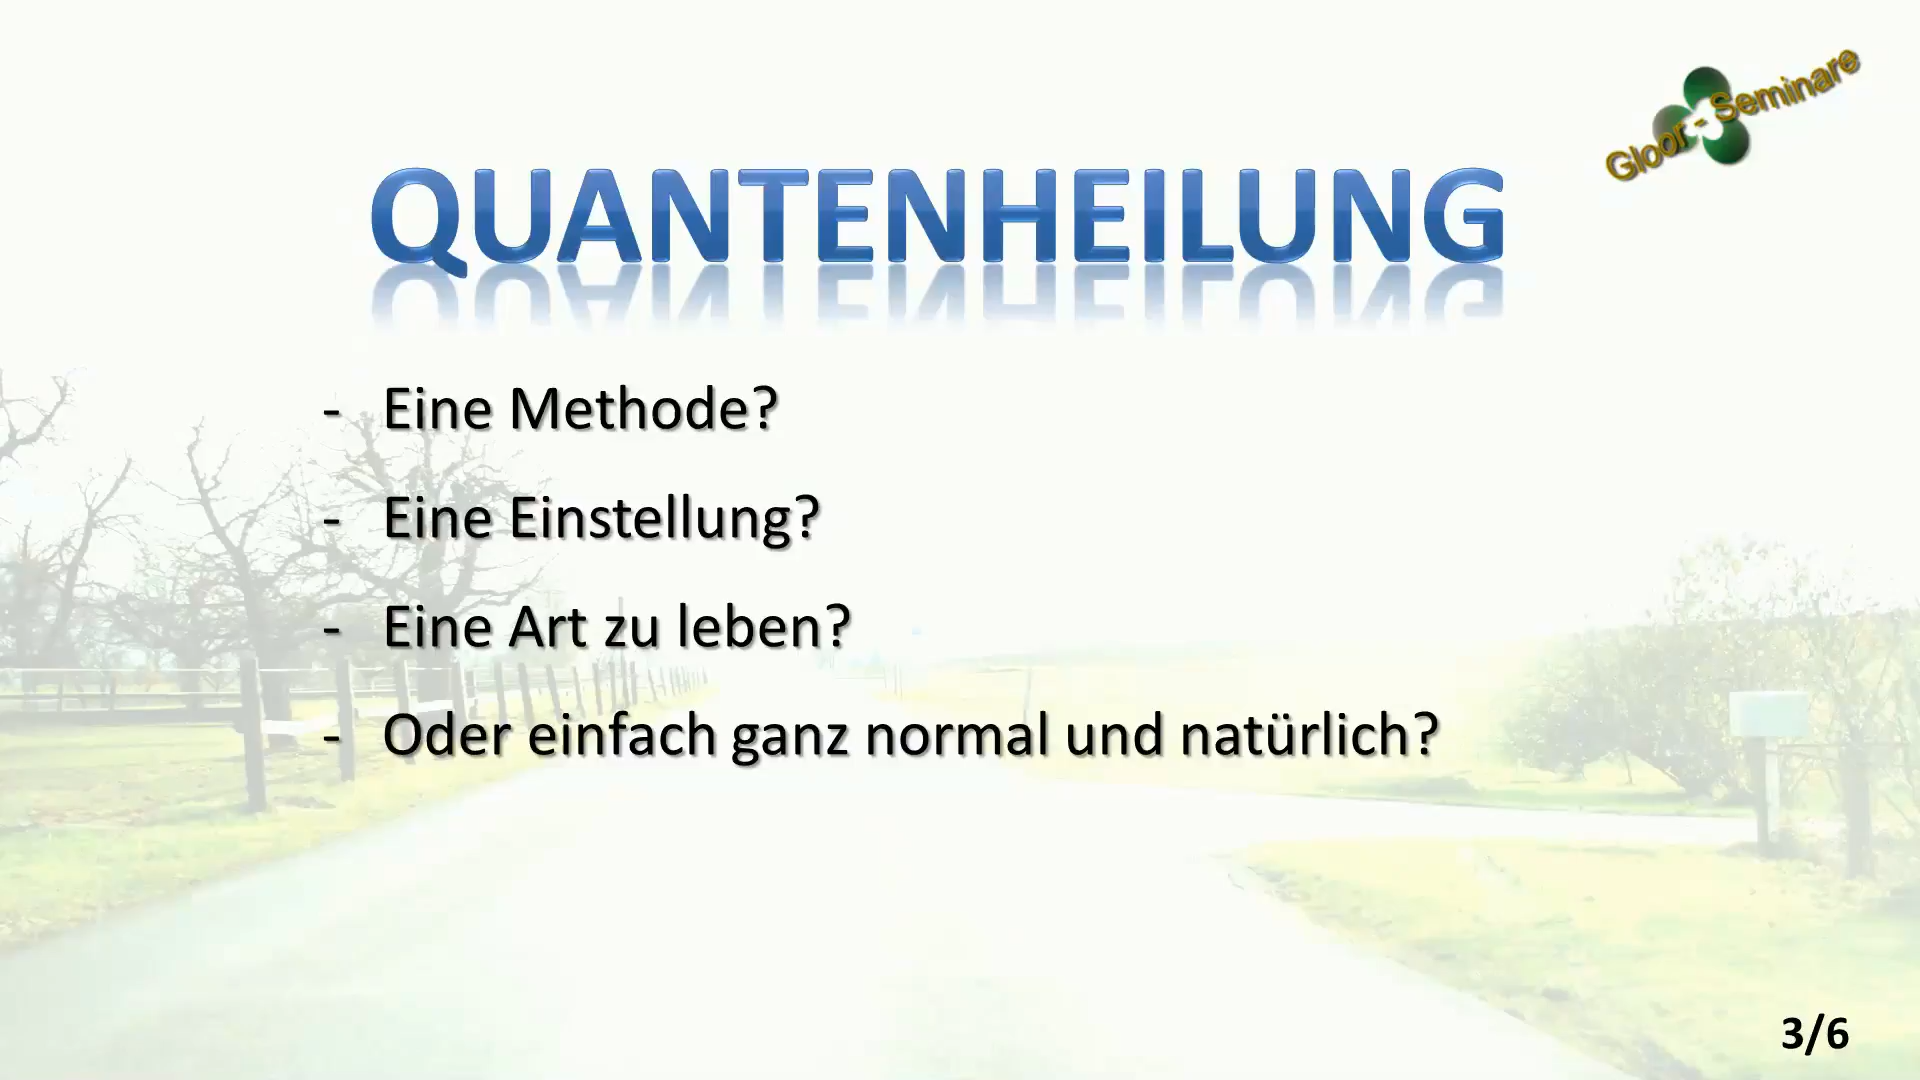 Gloor - Seminare
QUANTENHEILUNG
- Eine Methode?
- Eine Einstellung?
- Eine Art zu leben?
- Oder einfach ganz normal und natürlich?
3/6